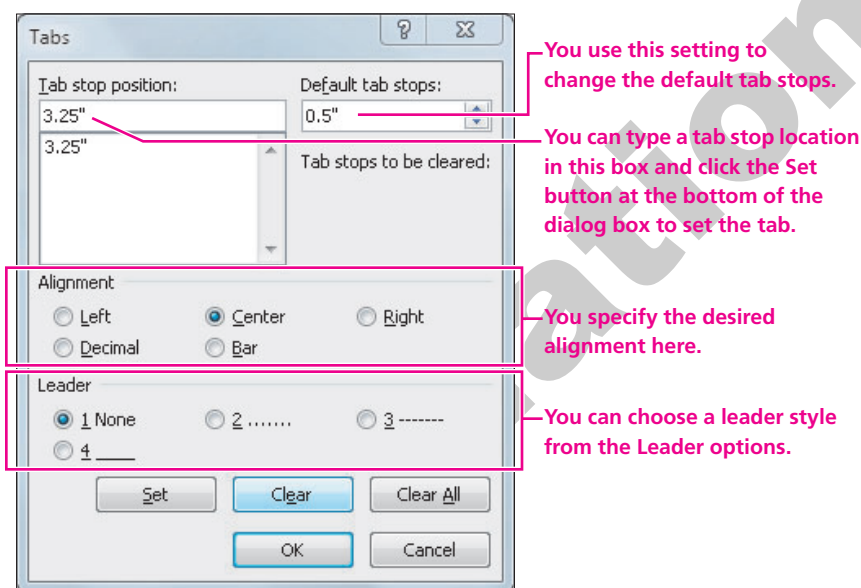 Tabs
Tab stop position:
Default tab stops:
3.25"
0.5"
3.25"
Tab stops to be cleared:
Alignment
Left
Center
Right
Decimal
Bar
Leader
1 None
2 .......
3 -------
4 ____
Set
Clear
Clear All
OK
Cancel
You use this setting to
change the default tab stops.
You can type a tab stop location
in this box and click the Set
button at the bottom of the
dialog box to set the tab.
You specify the desired
alignment here.
You can choose a leader style
from the Leader options.